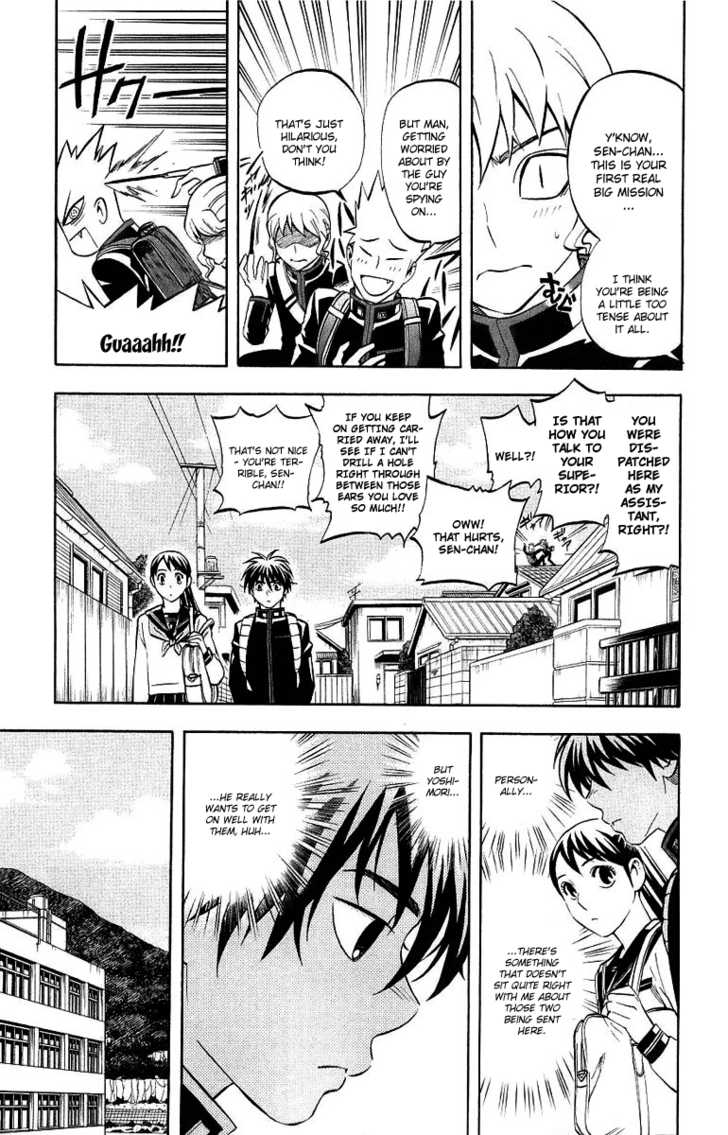 Y'KNOW,
SEN-CHAN...
THIS IS YOUR
FIRST REAL
BIG MISSION
...
I THINK
YOU'RE BEING
A LITTLE TOO
TENSE ABOUT
IT ALL.
むぐ
BUT MAN,
GETTING
WORRIED
ABOUT BY
THE GUY
YOU'RE
SPYING
ON...
THAT'S JUST
HILARIOUS,
DON'T YOU
THINK!
Guaaahh!!
YOU
WERE
DIS-
PATCHED
HERE
AS MY
ASSIS-
TANT,
RIGHT?!
IS THAT
HOW YOU
TALK TO
YOUR
SUPE-
RIOR?!
WELL?!
OWW!
THAT HURTS,
SEN-CHAN!
IF YOU KEEP
ON GETTING CAR-
RIED AWAY, I'LL
SEE IF I CAN'T
DRILL A HOLE
RIGHT THROUGH
BETWEEN THOSE
EARS YOU LOVE
SO MUCH!!
THAT'S NOT NICE
- YOU'RE TER-
RIBLE, SEN-
CHAN!!
PERSON-
ALLY...
...THERE'S
SOMETHING
THAT DOESN'T
SIT QUITE RIGHT
WITH ME ABOUT
THOSE TWO
BEING SENT
HERE.
BUT
YOSHI-
MORI...
...HE REALLY
WANTS TO GET
ON WELL WITH
THEM, HUH...